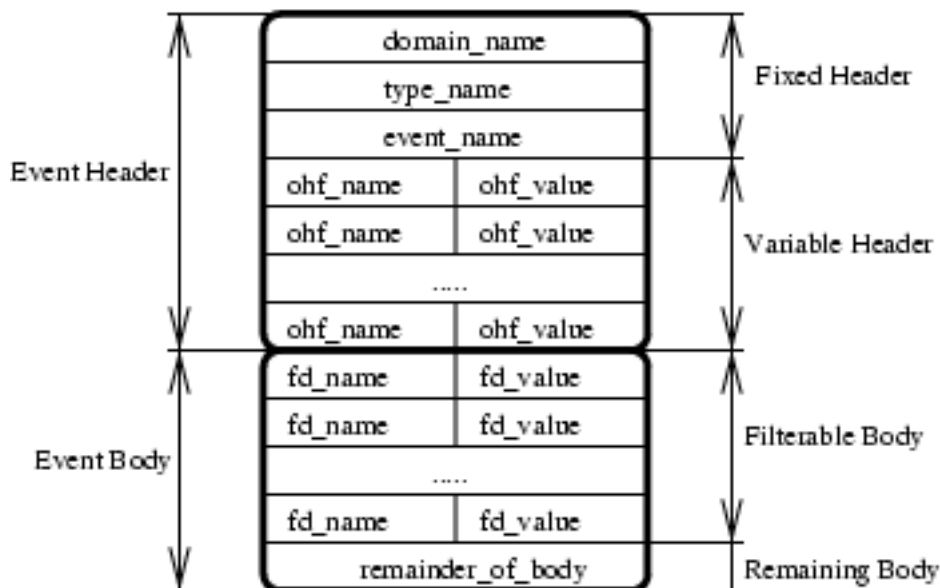 domain_name
Fixed Header
type_name
event_name
Event Header
ohf_name ohf_value
ohf_name ohf_value
Variable Header
.....
ohf_name ohf_value
fd_name fd_value
fd_name fd_value
Filterable Body
Event Body
.....
fd_name fd_value
remainder_of_body
Remaining Body